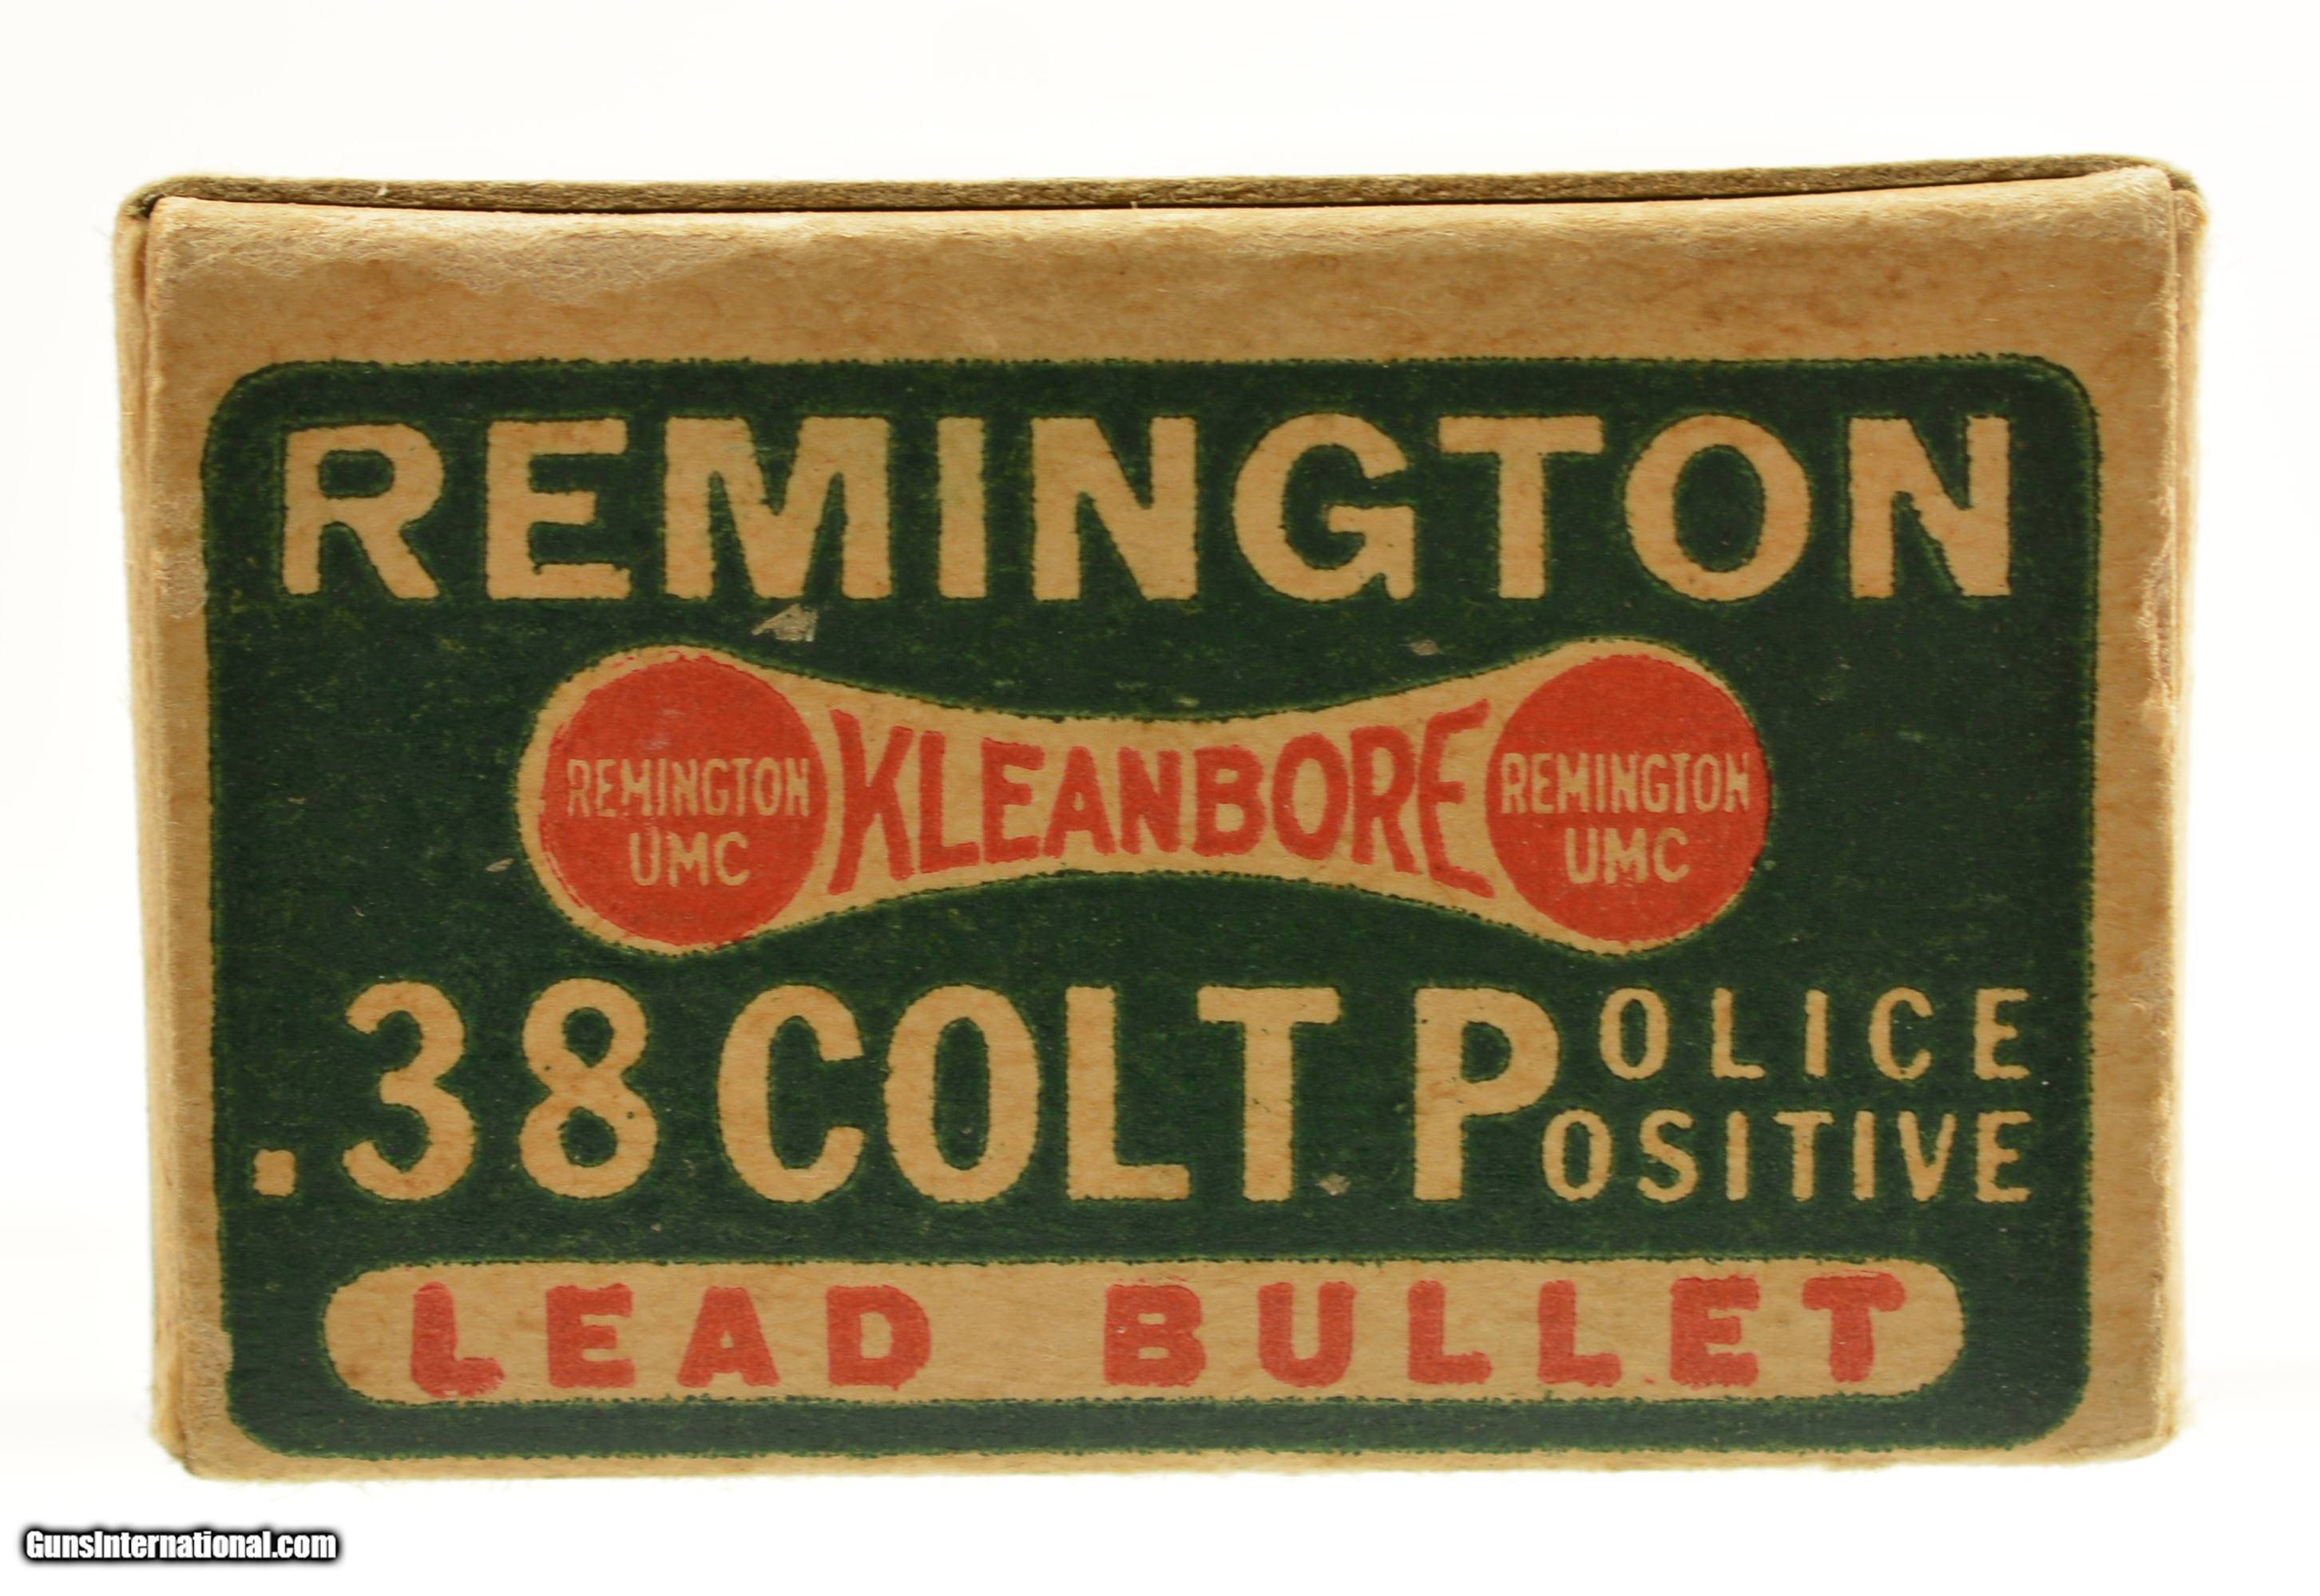 REMINGTON
REMINGTON UMC KLEANBORE REMINGTON UMC
.38 COLT POLICE POSITIVE
LEAD BULLET
GunsInternational.com